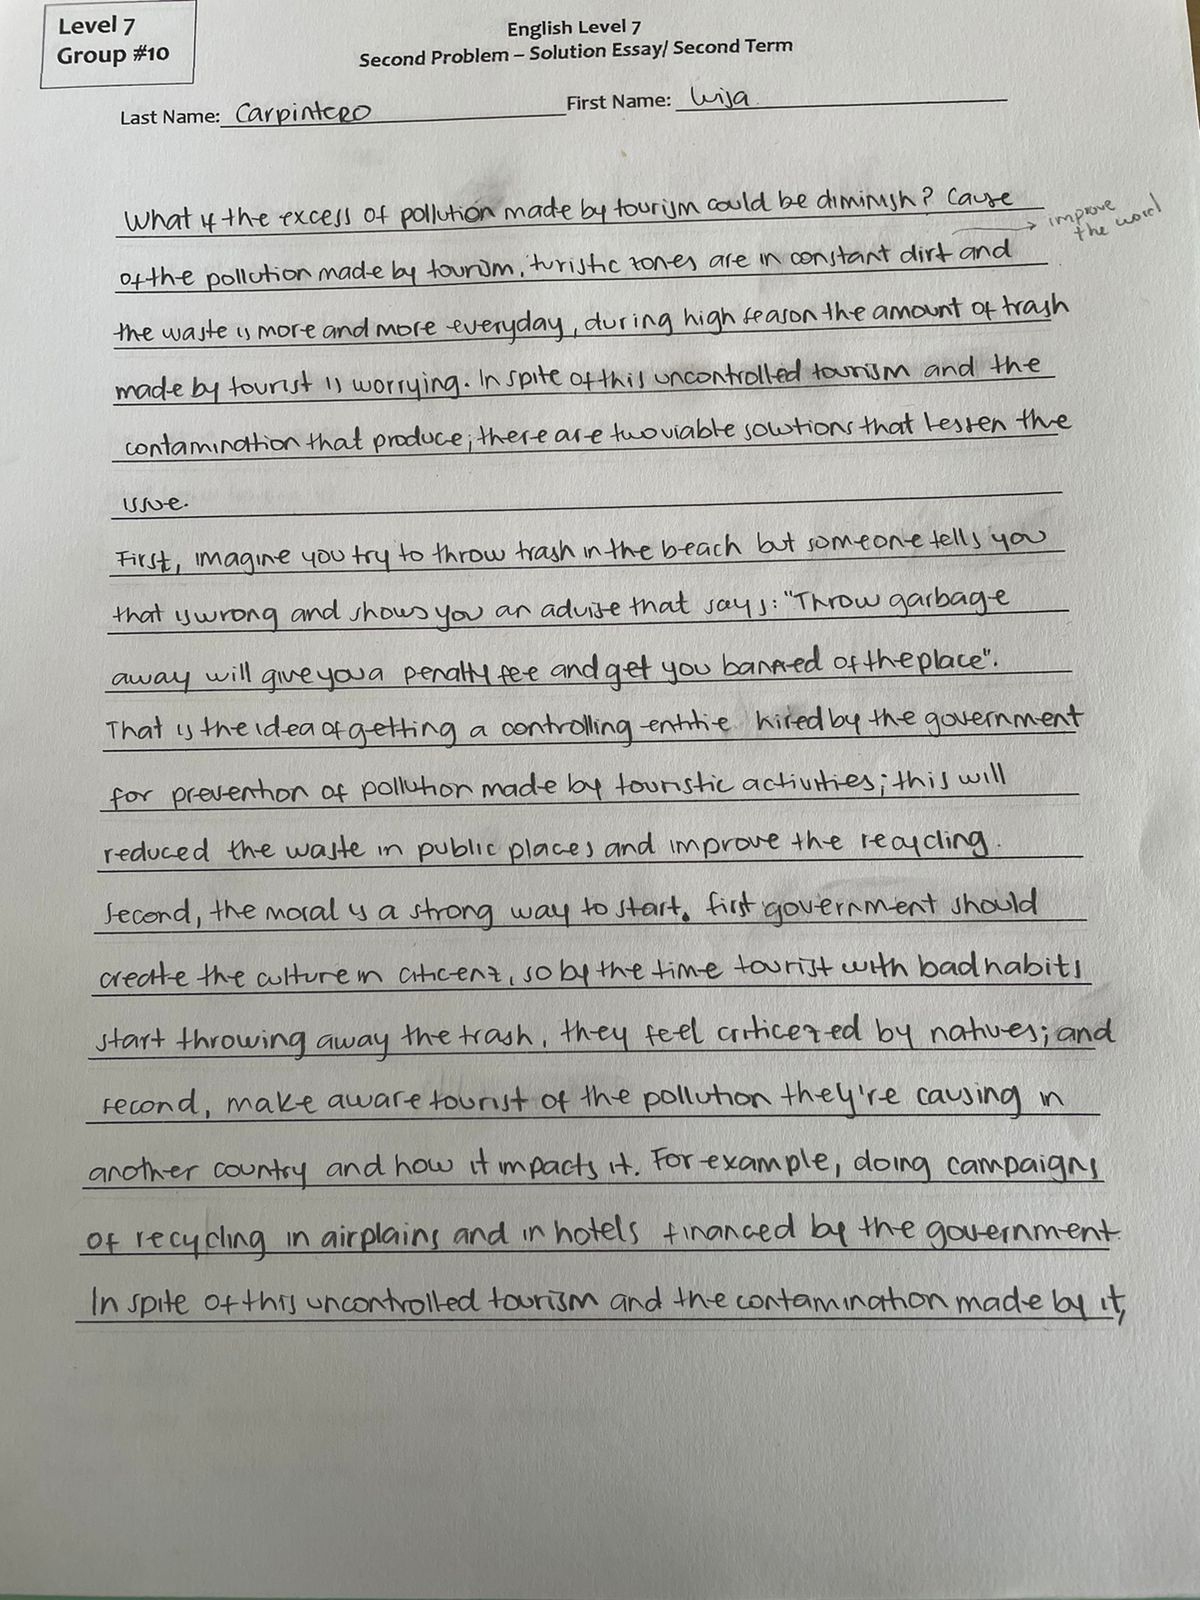 Level 7
Group #10
English Level 7
Second Problem – Solution Essay/ Second Term
Last Name: Carpintero First Name: Luisa
What if the excess of pollution made by tourism could be diminish? Cause
improve the word
of the pollution made by tourism, turistic zones are in constant dirt and
the waste is more and more everyday, during high season the amount of trash
made by tourist is worrying. In spite of this uncontrolled tourism and the
contamination that produce; there are two viable solutions that lessen the
issue.
First, imagine you try to throw trash in the beach but someone tells you
that is wrong and shows you an advise that says: "Throw garbage
away will give you a penalty fee and get you banned of the place".
That is the idea of getting a controlling entitie hired by the government
for prevention of pollution made by touristic activities; this will
reduced the waste in public places and improve the recycling.
Second, the moral is a strong way to start. first government should
create the culture in citicenz, so by the time tourist with bad habits
start throwing away the trash, they feel criticezed by natives; and
second, make aware tourist of the pollution they're causing in
another country and how it impacts it. For example, doing campaigns
of recycling in airplains and in hotels financed by the government.
In spite of this uncontrolled tourism and the contamination made by it,